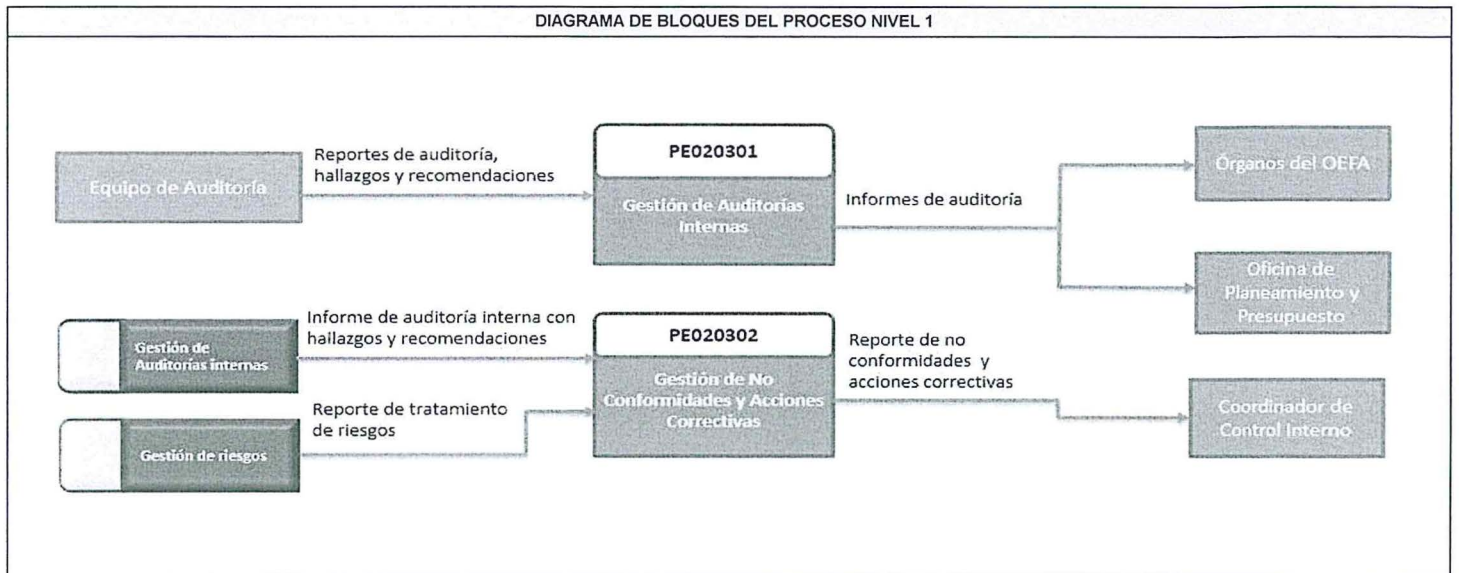 DIAGRAMA DE BLOQUES DEL PROCESO NIVEL 1
Equipo de Auditoría
Reportes de auditoría,
hallazgos y recomendaciones
PE020301
Gestión de Auditorías
Internas
Informes de auditoría
Órganos del OEFA
Oficina de
Planeamiento y
Presupuesto
Gestión de
Auditorías internas
Informe de auditoría interna con
hallazgos y recomendaciones
Gestión de riesgos
Reporte de tratamiento
de riesgos
PE020302
Gestión de No
Conformidades y Acciones
Correctivas
Reporte de no
conformidades y
acciones correctivas
Coordinador de
Control Interno